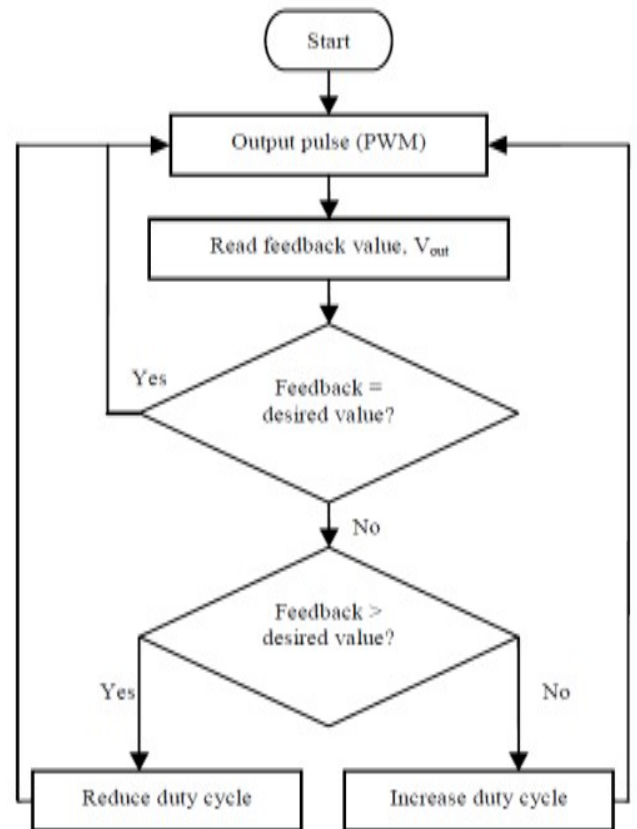 Start
Output pulse (PWM)
Read feedback value, Vout
Yes
Feedback =
desired value?
No
Feedback >
desired value?
Yes
No
Reduce duty cycle
Increase duty cycle